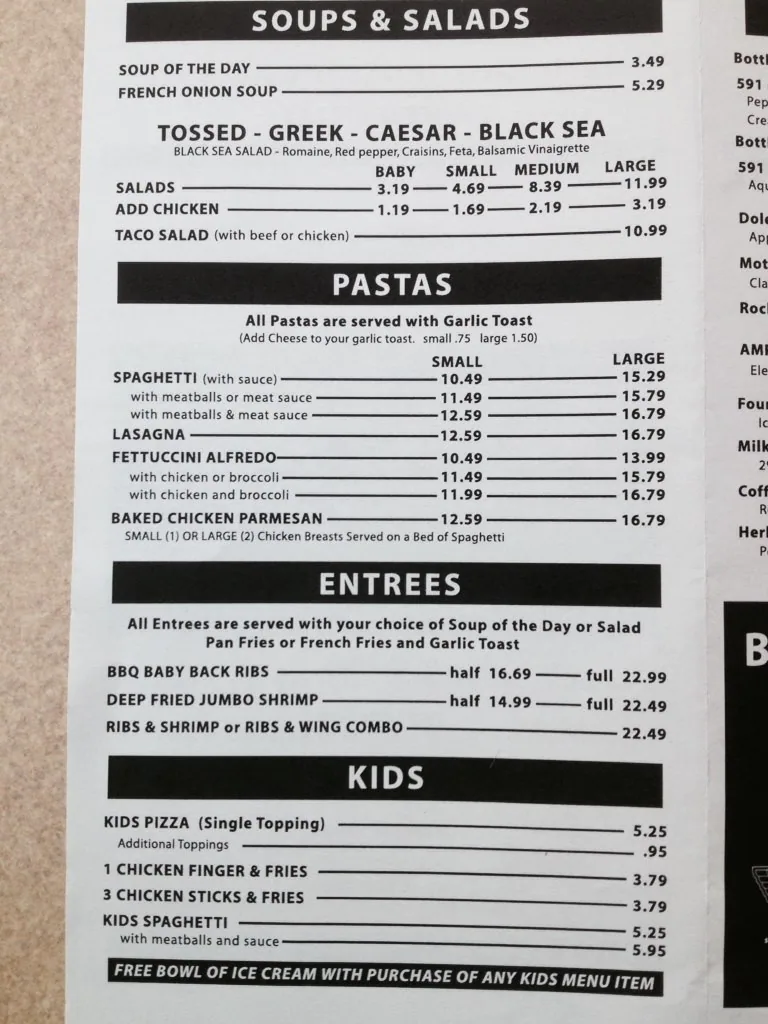 SOUPS & SALADS
SOUP OF THE DAY 3.49
FRENCH ONION SOUP 5.29
TOSSED - GREEK - CAESAR - BLACK SEA
BLACK SEA SALAD - Romaine, Red pepper, Craisins, Feta, Balsamic Vinaigrette
BABY SMALL MEDIUM LARGE
SALADS 3.19 4.69 8.39 11.99
ADD CHICKEN 1.19 1.69 2.19 3.19
TACO SALAD (with beef or chicken) 10.99
PASTAS
All Pastas are served with Garlic Toast
(Add Cheese to your garlic toast. small .75 large 1.50)
SMALL LARGE
SPAGHETTI (with sauce) 10.49 15.29
with meatballs or meat sauce 11.49 15.79
with meatballs & meat sauce 12.59 16.79
LASAGNA 12.59 16.79
FETTUCCINI ALFREDO 10.49 13.99
with chicken or broccoli 11.49 15.79
with chicken and broccoli 11.99 16.79
BAKED CHICKEN PARMESAN 12.59 16.79
SMALL (1) OR LARGE (2) Chicken Breasts Served on a Bed of Spaghetti
ENTREES
All Entrees are served with your choice of Soup of the Day or Salad
Pan Fries or French Fries and Garlic Toast
BBQ BABY BACK RIBS half 16.69 full 22.99
DEEP FRIED JUMBO SHRIMP half 14.99 full 22.49
RIBS & SHRIMP or RIBS & WING COMBO 22.49
KIDS
KIDS PIZZA (Single Topping) 5.25
Additional Toppings .95
1 CHICKEN FINGER & FRIES 3.79
3 CHICKEN STICKS & FRIES 3.79
KIDS SPAGHETTI 5.25
with meatballs and sauce 5.95
FREE BOWL OF ICE CREAM WITH PURCHASE OF ANY KIDS MENU ITEM
591
591